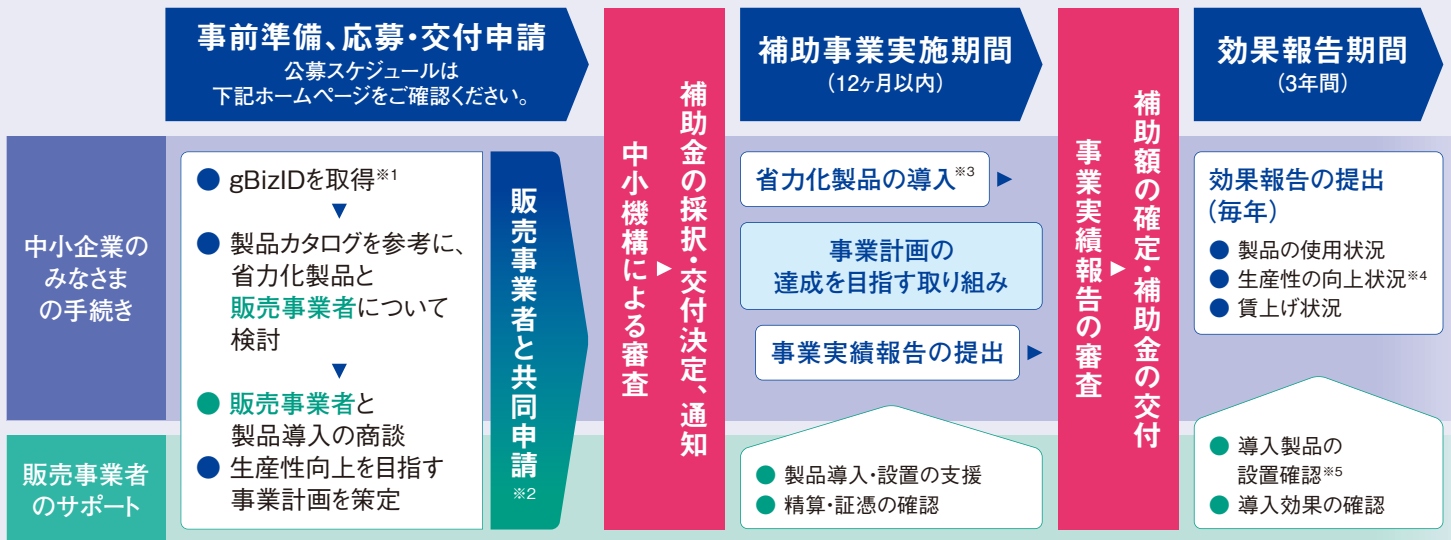 事前準備、応募・交付申請
公募スケジュールは
下記ホームページをご確認ください。
補助事業実施期間
(12ヶ月以内)
効果報告期間
(3年間)
中小企業の
みなさま
の手続き
● gBizIDを取得※1
▼
● 製品カタログを参考に、
省力化製品と
販売事業者について
検討
▼
● 販売事業者と
製品導入の商談
● 生産性向上を目指す
事業計画を策定
販売事業者と共同申請※2
中小機構による審査
▶
補助金の採択・交付決定、通知
省力化製品の導入※3 ▶
事業計画の
達成を目指す取り組み
事業実績報告の提出 ▶
事業実績報告の審査
▶
補助額の確定・補助金の交付
効果報告の提出
(毎年)
● 製品の使用状況
● 生産性の向上状況※4
● 賃上げ状況
販売事業者
のサポート
● 製品導入・設置の支援
● 精算・証憑の確認
● 導入製品の
設置確認※5
● 導入効果の確認